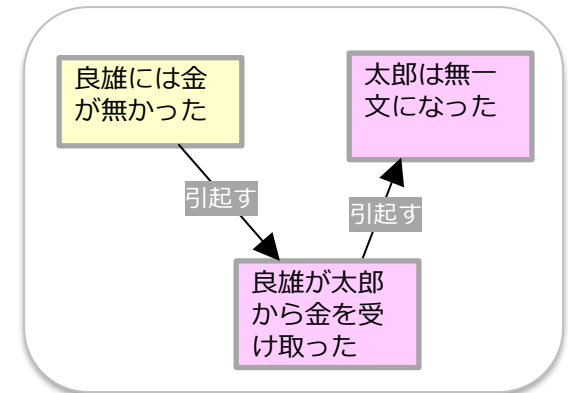 良雄には金
が無かった
太郎は無一
文になった
引起す
引起す
良雄が太郎
から金を受
け取った